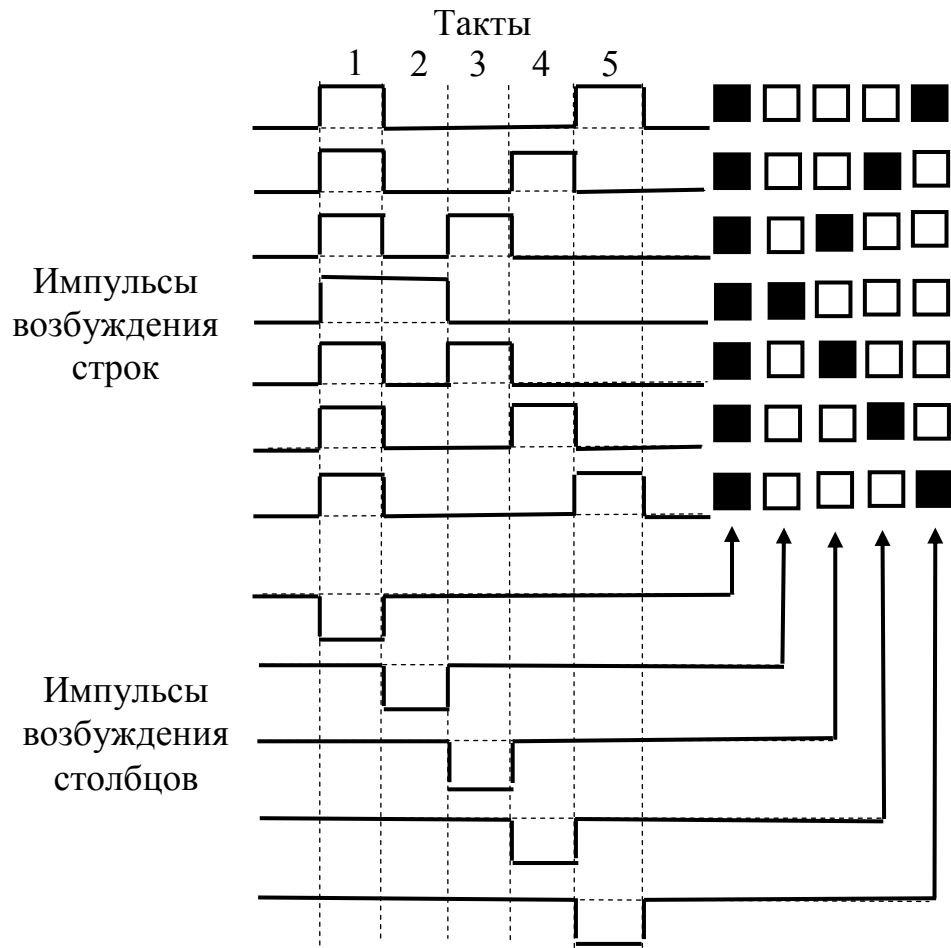 Такты
1 2 3 4 5
Импульсы
возбуждения
строк
Импульсы
возбуждения
столбцов